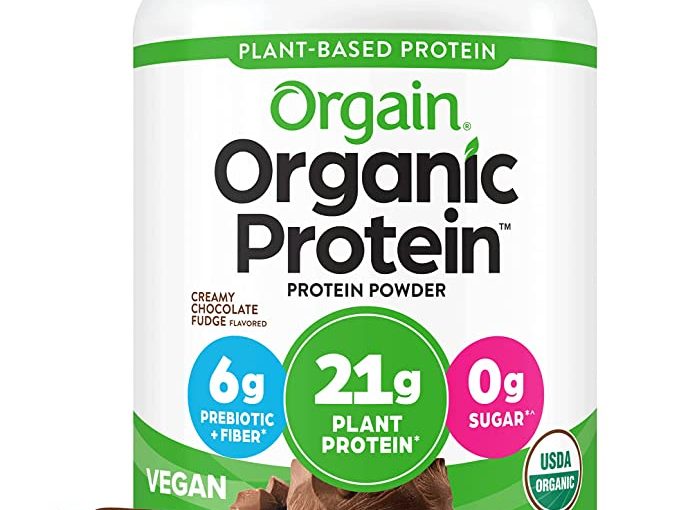 PLANT-BASED PROTEIN
Orgain®
Organic
Protein™
PROTEIN POWDER
CREAMY
CHOCOLATE
FUDGE FLAVORED
6g
PREBIOTIC
+ FIBER*
21g
PLANT
PROTEIN*
0g
SUGAR*^
VEGAN
USDA
ORGANIC